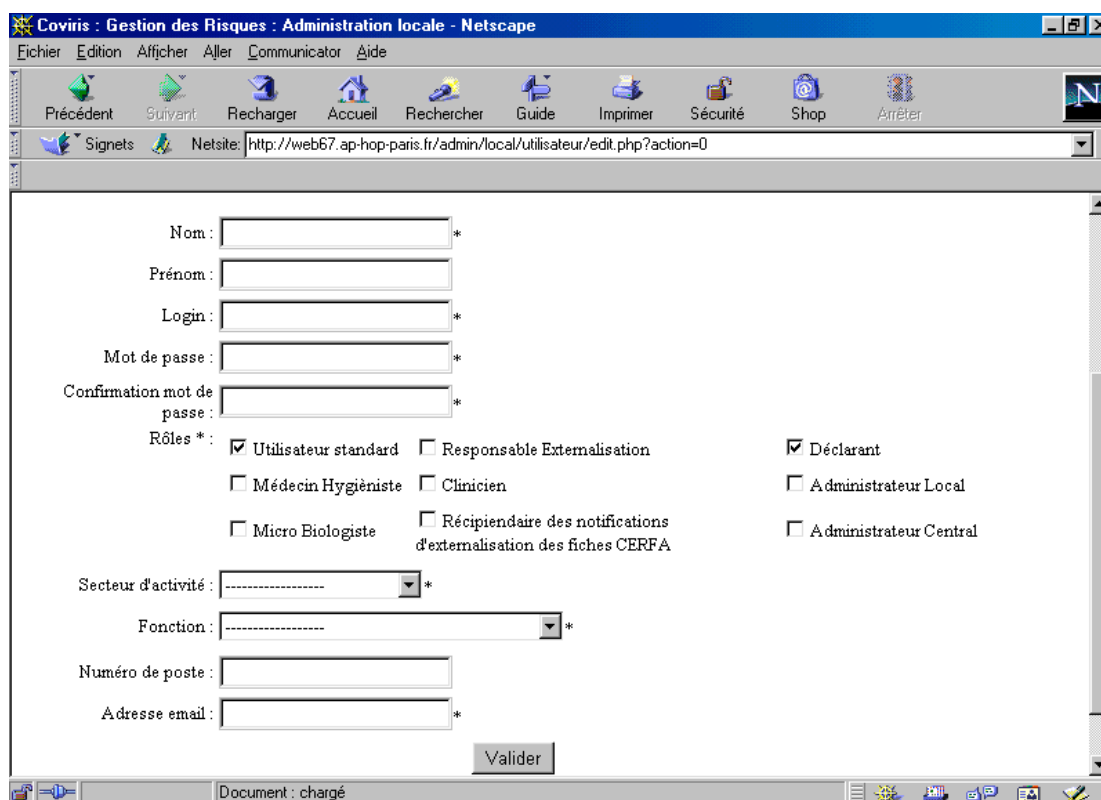 Coviris : Gestion des Risques : Administration locale - Netscape
Fichier Edition Afficher Aller Communicator Aide
Précédent Suivant Recharger Accueil Rechercher Guide Imprimer Sécurité Shop Arrêter
N
Signets Netsite: http://web67.ap-hop-paris.fr/admin/local/utilisateur/edit.php?action=0
Nom : *
Prénom :
Login : *
Mot de passe : *
Confirmation mot de
passe : *
Rôles * : Utilisateur standard Responsable Externalisation Déclarant
Médecin Hygièniste Clinicien Administrateur Local
Micro Biologiste Récipiendaire des notifications
d'externalisation des fiches CERFA Administrateur Central
Secteur d'activité : ------------------ *
Fonction : ------------------ *
Numéro de poste :
Adresse email : *
Valider
Document : chargé